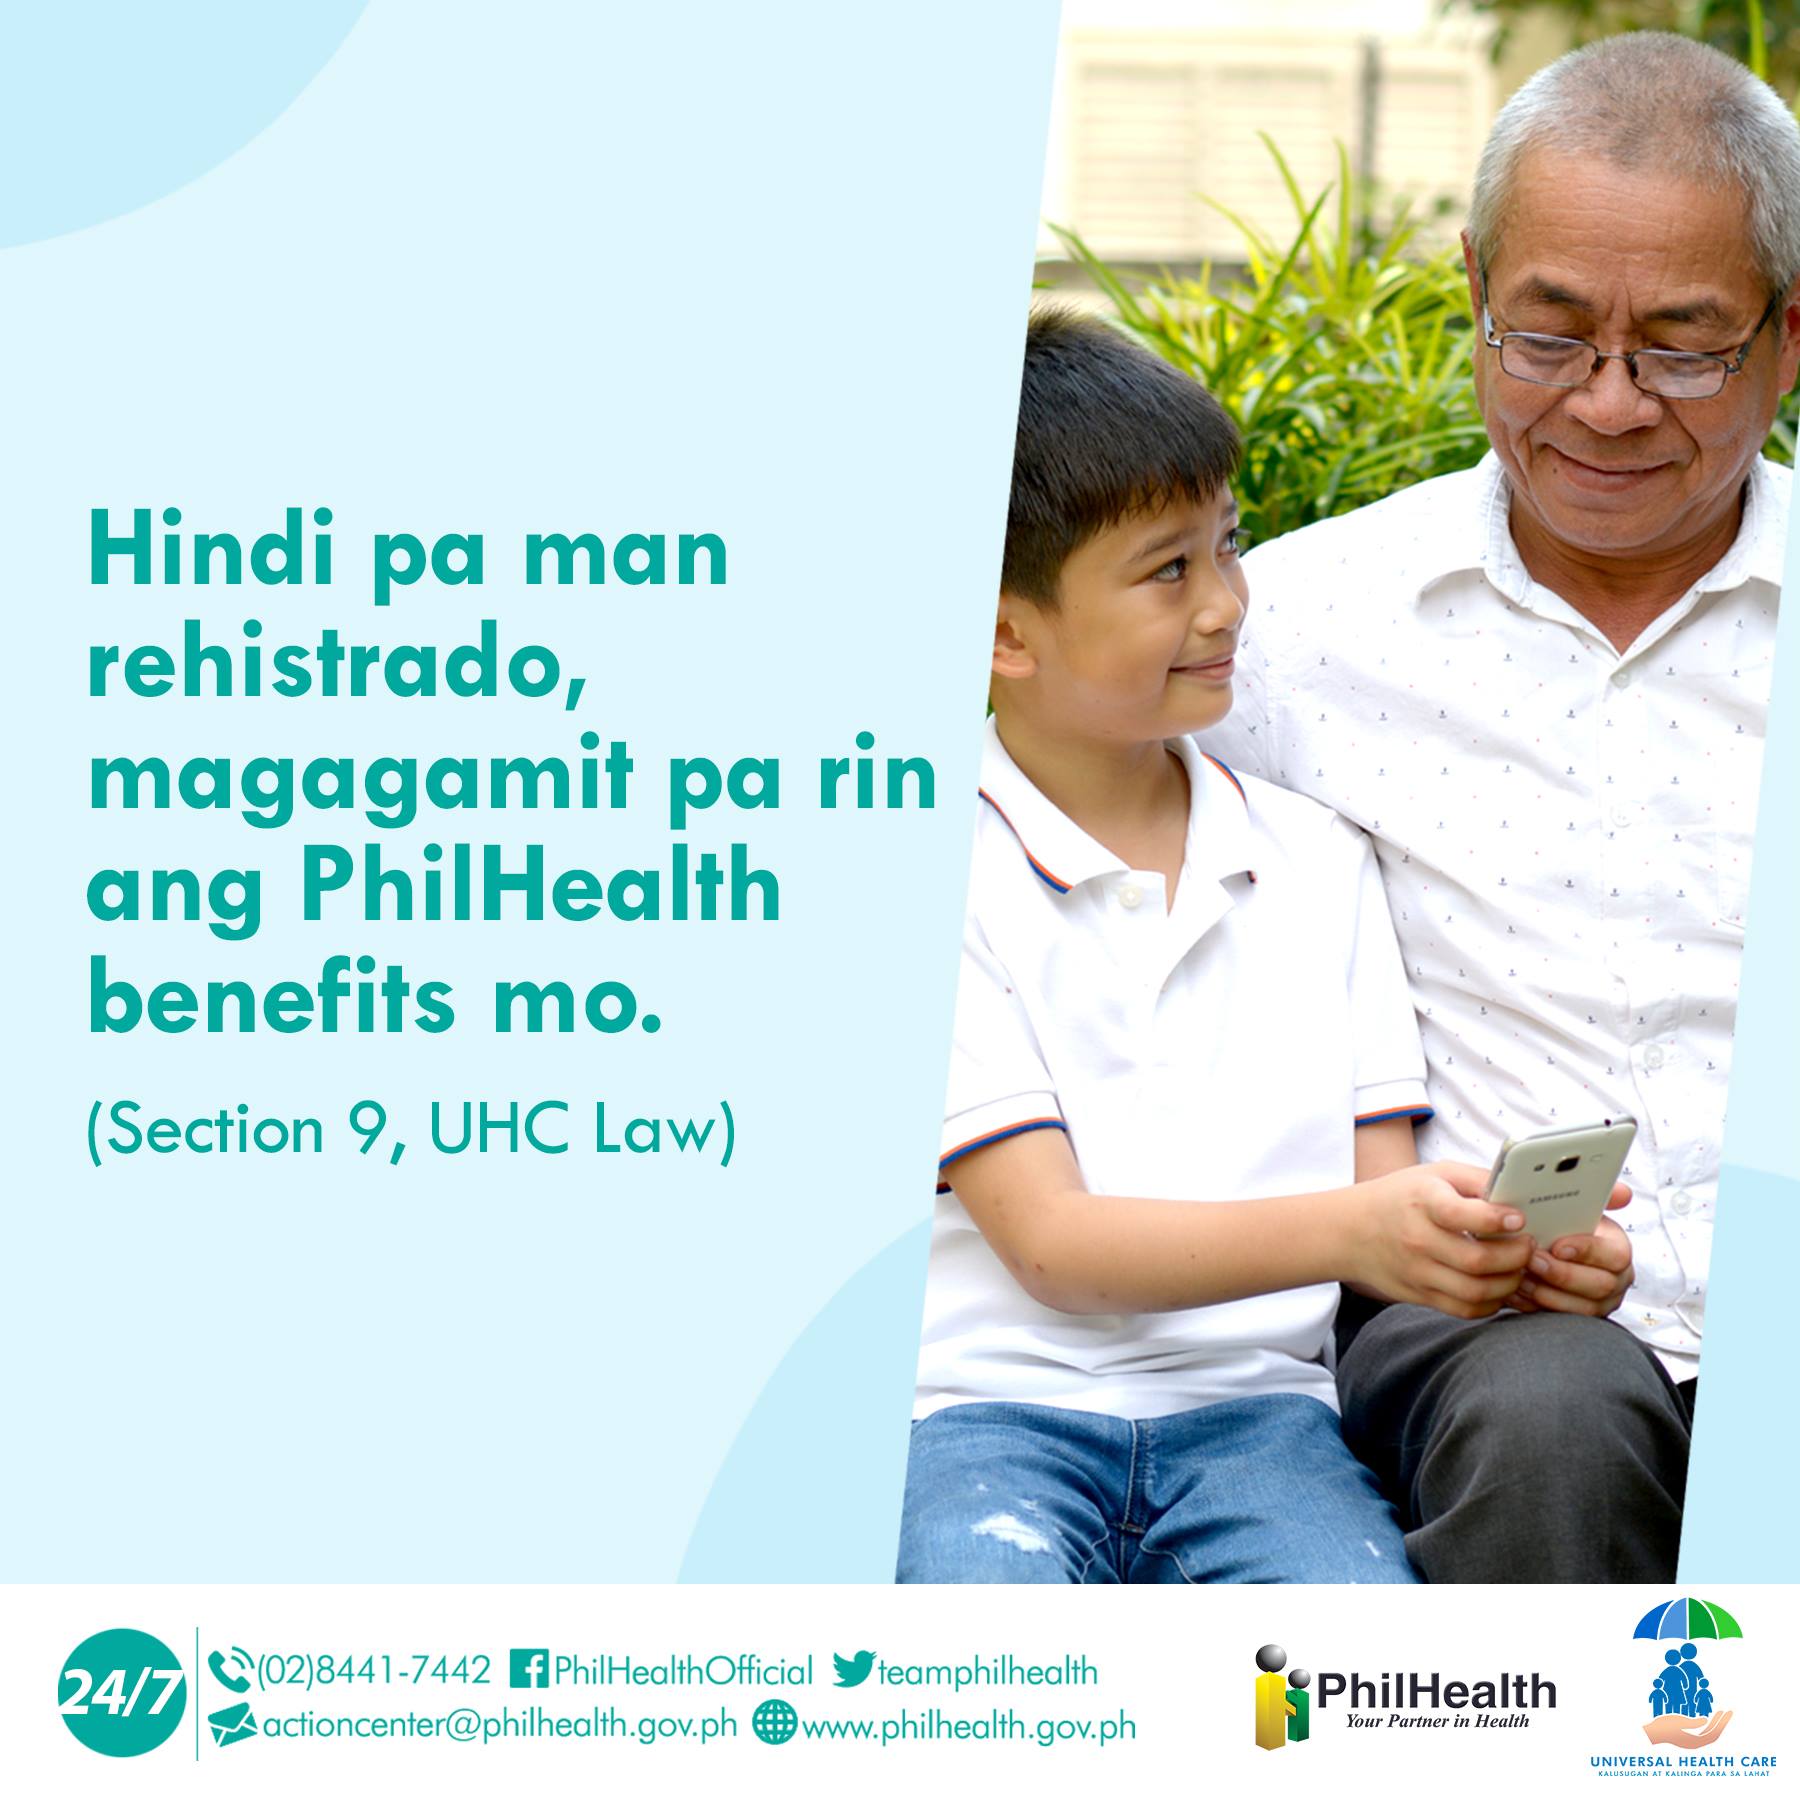 Hindi pa man
rehistrado,
magagamit pa rin
ang PhilHealth
benefits mo.
(Section 9, UHC Law)
SAMSUNG
24/7
(02)8441-7442 PhilHealthOfficial teamphilhealth
actioncenter@philhealth.gov.ph www.philhealth.gov.ph
PhilHealth
Your Partner in Health
UNIVERSAL HEALTH CARE
KALUSUGAN AT KALINGA PARA SA LAHAT